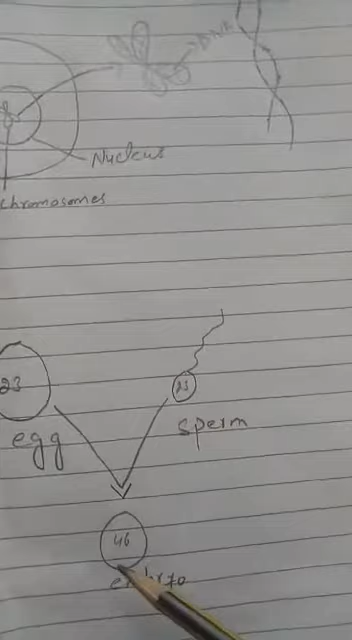 DNA
Nucleus
Chromosomes
23
23
sperm
egg
46